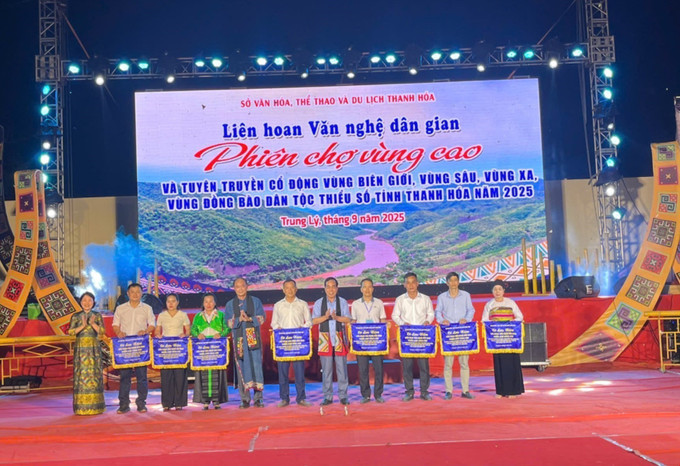 SỞ VĂN HÓA, THỂ THAO VÀ DU LỊCH THANH HÓA
Liên hoan Văn nghệ dân gian
Phiên chợ vùng cao
VÀ TUYÊN TRUYỀN CỔ ĐỘNG VÙNG BIÊN GIỚI, VÙNG SÂU, VÙNG XA,
VÙNG ĐỒNG BÀO DÂN TỘC THIỂU SỐ TỈNH THANH HÓA NĂM 2025
Trung Lý, tháng 9 năm 2025